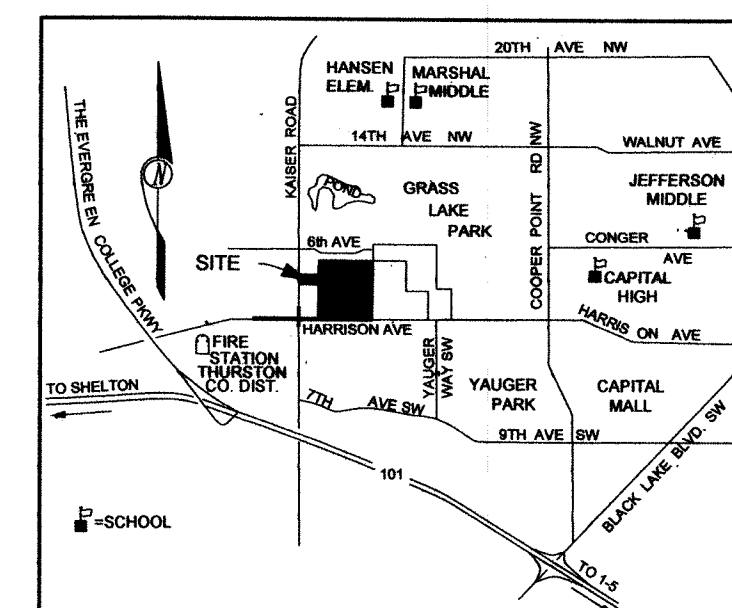 20TH AVE NW
HANSEN
ELEM.
MARSHAL
MIDDLE
THE EVERGRE EN COLLEGE PKWY
KAISER ROAD
14TH AVE NW
COOPER POINT RD NW
WALNUT AVE
N
POND
GRASS
LAKE
PARK
JEFFERSON
MIDDLE
6th AVE
CONGER AVE
SITE
CAPITAL
HIGH
HARRISON AVE
HARRIS ON AVE
FIRE
STATION
THURSTON
CO. DIST.
YAUGER
WAY SW
TO SHELTON
7TH AVE SW
YAUGER
PARK
CAPITAL
MALL
9TH AVE SW
BLACK LAKE BLVD. SW
101
=SCHOOL
TO 1-5